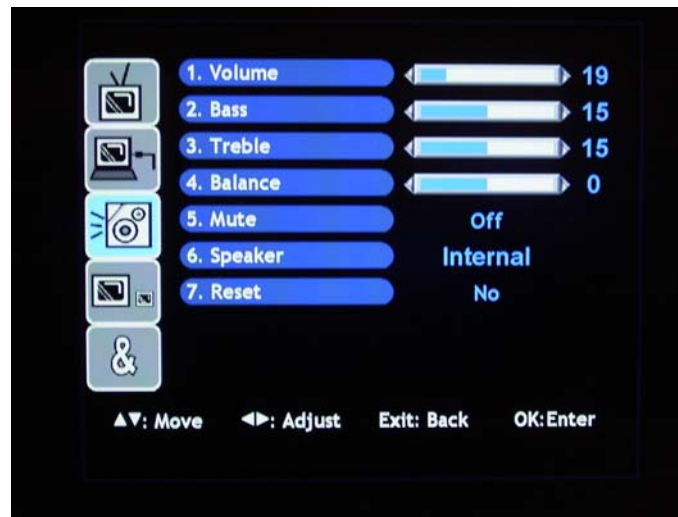 1. Volume 19
2. Bass 15
3. Treble 15
4. Balance 0
5. Mute Off
6. Speaker Internal
7. Reset No
&
▲▼: Move ◀▶: Adjust Exit: Back OK:Enter